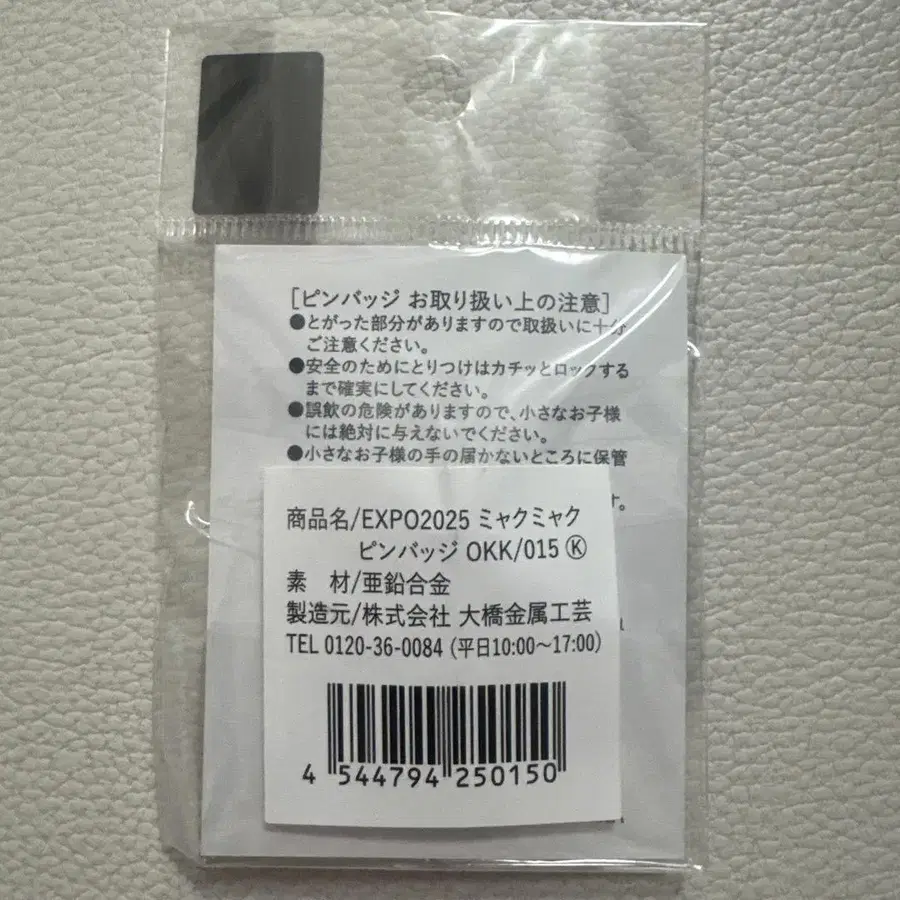 [ピンバッジ お取り扱い上の注意]
●とがった部分がありますので取扱いに十分
ご注意ください。
●安全のためにとりつけはカチッとロックする
まで確実にしてください。
●誤飲の危険がありますので、小さなお子様
には絶対に与えないでください。
●小さなお子様の手の届かないところに保管
す。
商品名/EXPO2025 ミャクミャク
ピンバッジ OKK/015 Ⓚ
素　材/亜鉛合金
製造元/株式会社 大橋金属工芸
TEL 0120-36-0084 (平日10:00〜17:00)
4 544794 250150